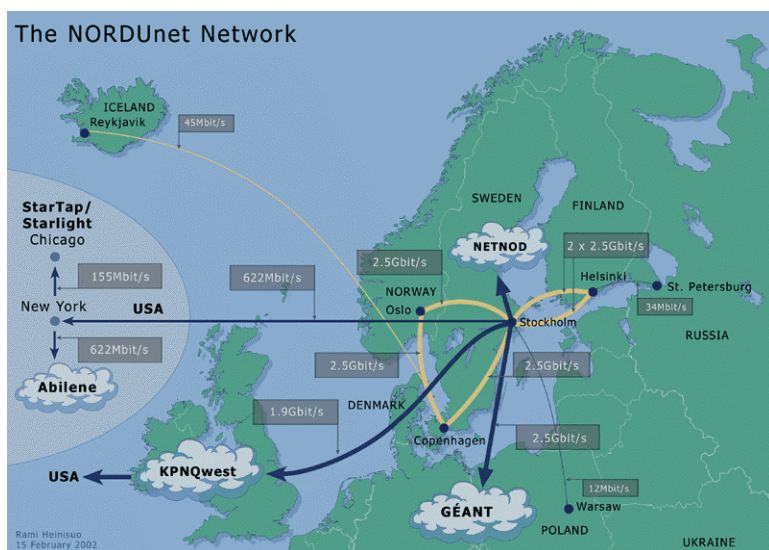 The NORDUnet Network
ICELAND
Reykjavik
45Mbit/s
StarTap/
Starlight
Chicago
155Mbit/s
New York
622Mbit/s
Abilene
USA
622Mbit/s
SWEDEN
FINLAND
NETNOD
2 x 2.5Gbit/s
2.5Gbit/s
NORWAY
Oslo
Helsinki
St. Petersburg
34Mbit/s
Stockholm
RUSSIA
2.5Gbit/s
2.5Gbit/s
DENMARK
1.9Gbit/s
Copenhagen
2.5Gbit/s
USA
KPNQwest
GÉANT
12Mbit/s
Warsaw
POLAND
UKRAINE
Rami Heinisuo
15 February 2002